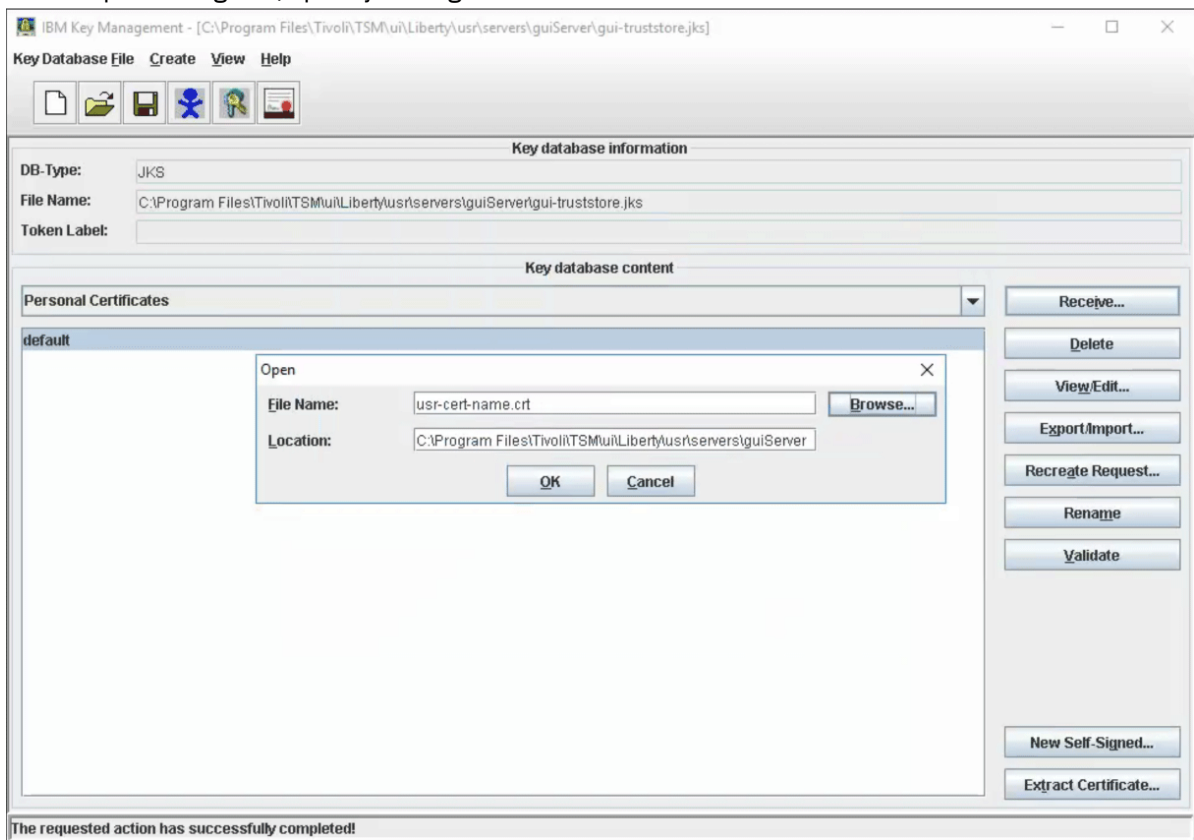 IBM Key Management - [C:\Program Files\Tivoli\TSM\ui\Liberty\usr\servers\guiServer\gui-truststore.jks]
Key Database File Create View Help
Key database information
DB-Type: JKS
File Name: C:\Program Files\Tivoli\TSM\ui\Liberty\usr\servers\guiServer\gui-truststore.jks
Token Label:
Key database content
Personal Certificates
Receive...
default
Delete
Open
View/Edit...
File Name: usr-cert-name.crt Browse...
Export/Import...
Location: C:\Program Files\Tivoli\TSM\ui\Liberty\usr\servers\guiServer
Recreate Request...
OK Cancel
Rename
Validate
New Self-Signed...
Extract Certificate...
The requested action has successfully completed!